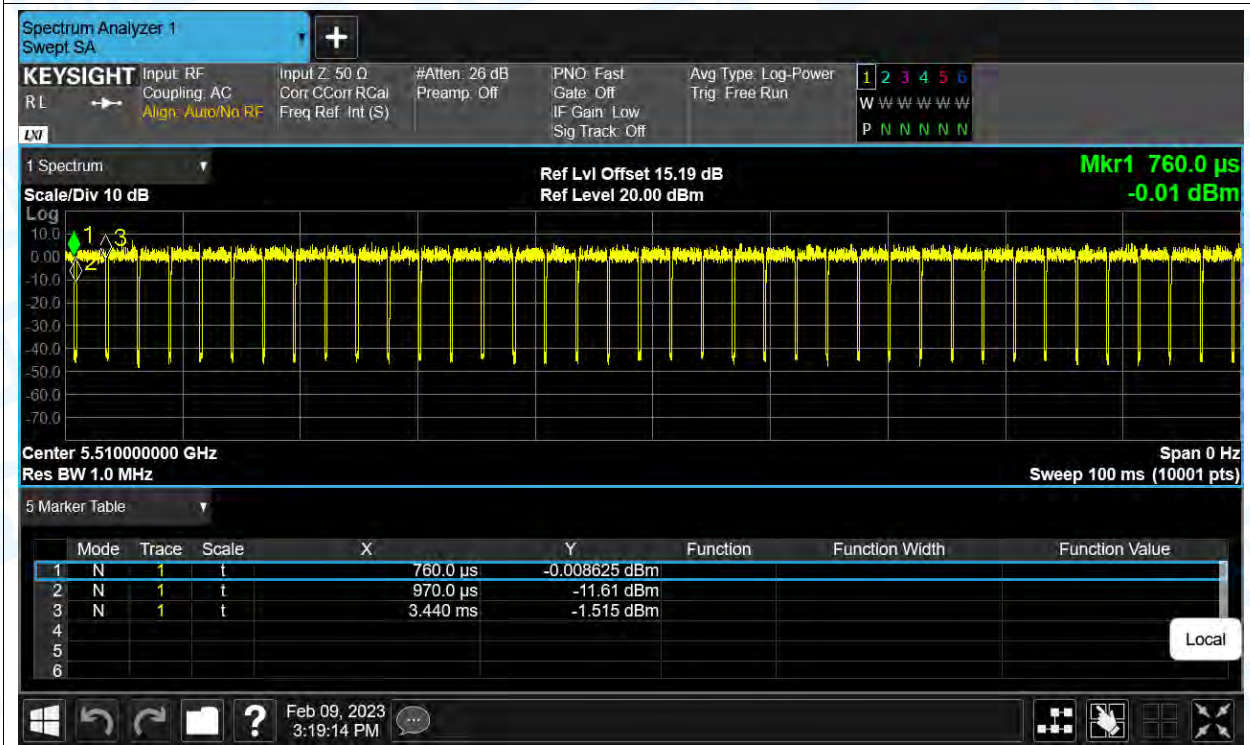 Spectrum Analyzer 1
Swept SA
+
KEYSIGHT Input: RF Input Z: 50 Ω #Atten: 26 dB PNO: Fast Avg Type: Log-Power 1 2 3 4 5 6
RL Coupling: AC Corr CCorr RCal Preamp: Off Gate: Off Trig: Free Run W W W W W W
Align: Auto/No RF Freq Ref: Int (S) IF Gain: Low
LXI Sig Track: Off P N N N N N
1 Spectrum Ref Lvl Offset 15.19 dB Mkr1 760.0 µs
Scale/Div 10 dB Ref Level 20.00 dBm -0.01 dBm
Log
10.0 1 3
0.00 2
-10.0
-20.0
-30.0
-40.0
-50.0
-60.0
-70.0
Center 5.510000000 GHz Span 0 Hz
Res BW 1.0 MHz Sweep 100 ms (10001 pts)
5 Marker Table
Mode Trace Scale X Y Function Function Width Function Value
1 N 1 t 760.0 µs -0.008625 dBm
2 N 1 t 970.0 µs -11.61 dBm
3 N 1 t 3.440 ms -1.515 dBm
4
5
6
Local
? Feb 09, 2023
3:19:14 PM